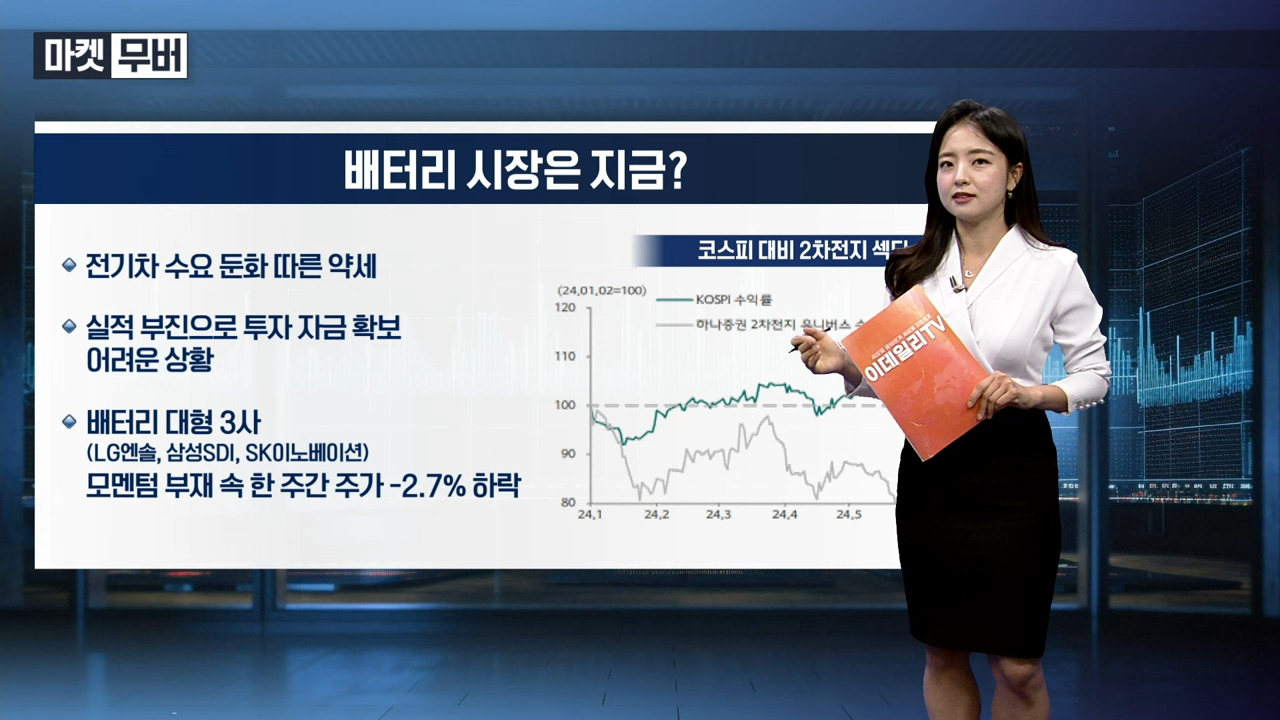 마켓무버
배터리 시장은 지금?
전기차 수요 둔화 따른 약세
실적 부진으로 투자 자금 확보
어려운 상황
배터리 대형 3사
(LG엔솔, 삼성SDI, SK이노베이션)
모멘텀 부재 속 한 주간 주가 -2.7% 하락
코스피 대비 2차전지
(24,01,02=100)
KOSPI 수익률
하나증권 2차전지 유니버스
120
110
100
90
80
24,1 24,2 24,3 24,4 24,5
이데일리TV